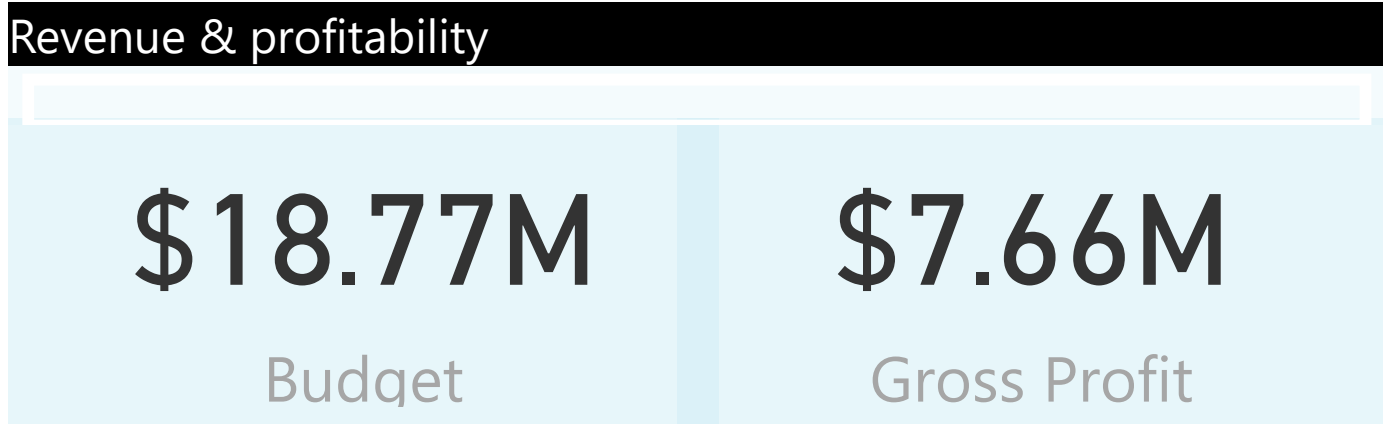 Revenue & profitability
$18.77M
$7.66M
Budget
Gross Profit